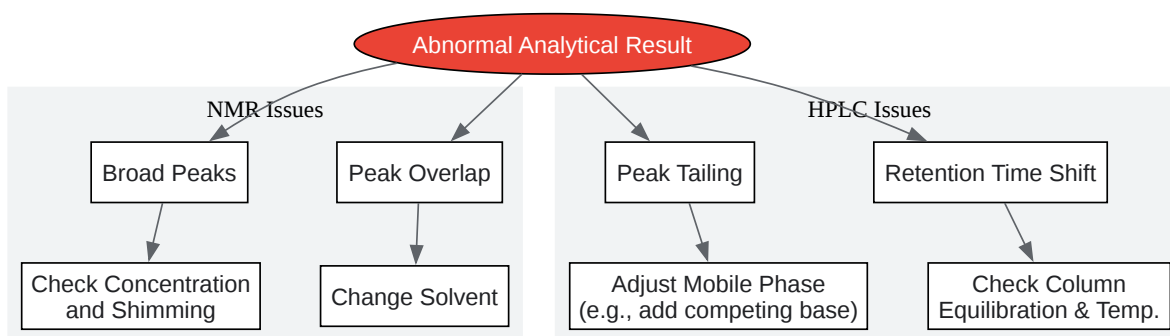 Abnormal Analytical Result
NMR Issues
HPLC Issues
Broad Peaks
Peak Overlap
Peak Tailing
Retention Time Shift
Check Concentration
and Shimming
Change Solvent
Adjust Mobile Phase
(e.g., add competing base)
Check Column
Equilibration & Temp.